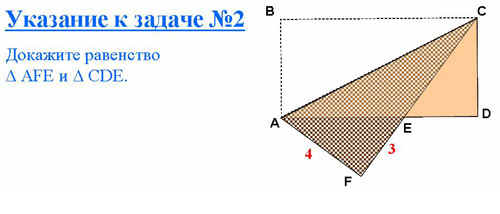 Указание к задаче №2
Докажите равенство
Δ AFE и Δ CDE.
B
C
A
E
D
4
3
F